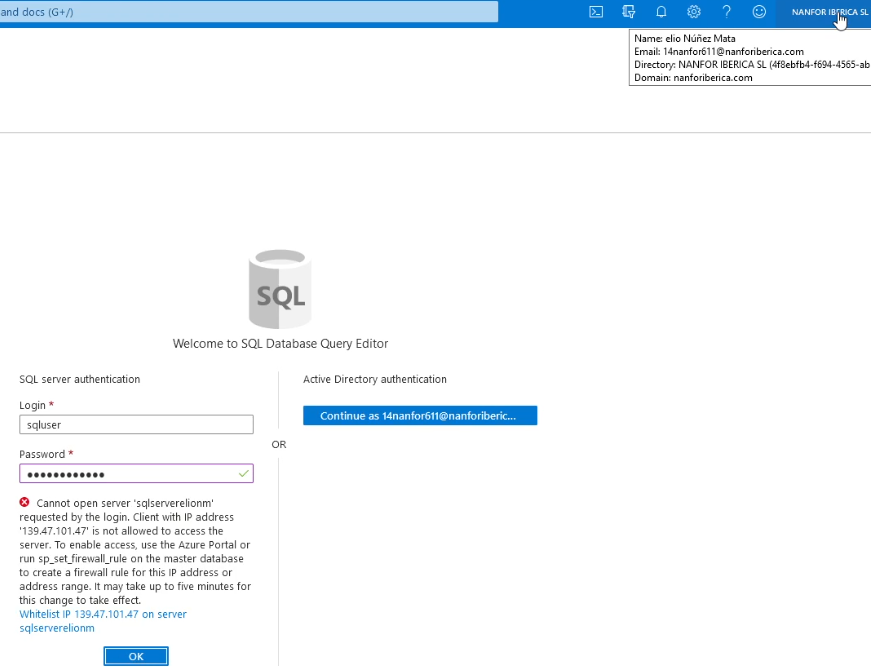 and docs (G+/)
NANFOR IBERICA SL
Name: elio Núñez Mata
Email: 14nanfor611@nanforiberica.com
Directory: NANFOR IBERICA SL (4f8ebfb4-f694-4565-ab
Domain: nanforiberica.com
SQL
Welcome to SQL Database Query Editor
SQL server authentication
Login *
sqluser
Password *
●●●●●●●●●●●●
Cannot open server 'sqlserverelionm'
requested by the login. Client with IP address
'139.47.101.47' is not allowed to access the
server. To enable access, use the Azure Portal or
run sp_set_firewall_rule on the master database
to create a firewall rule for this IP address or
address range. It may take up to five minutes for
this change to take effect.
Whitelist IP 139.47.101.47 on server
sqlserverelionm
OK
OR
Active Directory authentication
Continue as 14nanfor611@nanforiberic...